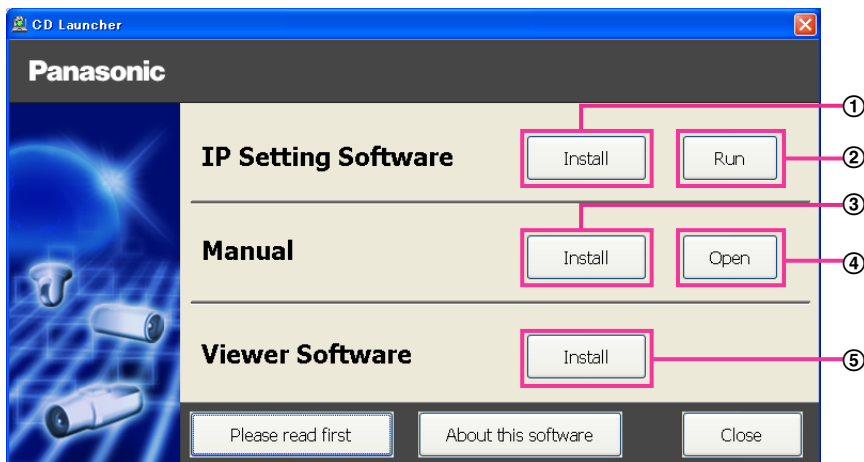 CD Launcher
Panasonic
①
IP Setting Software Install Run ②
③
Manual Install Open ④
Viewer Software Install ⑤
Please read first About this software Close